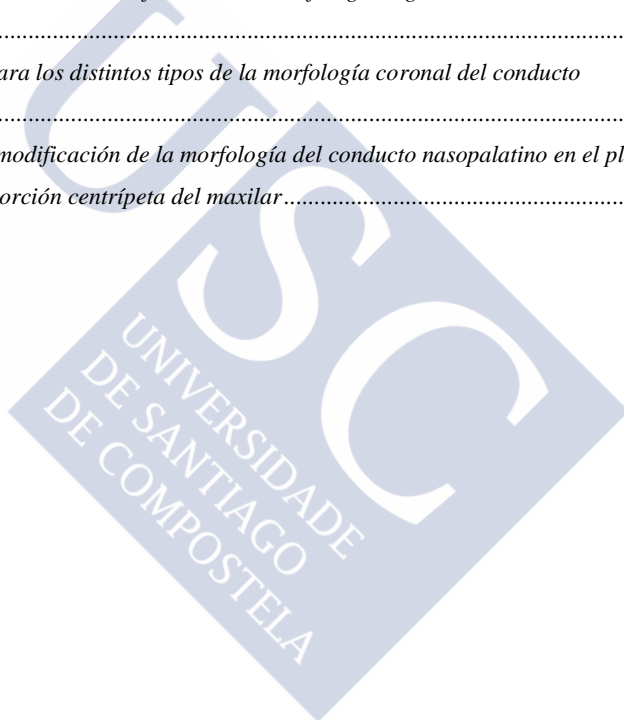 ..........................................................................................................
ara los distintos tipos de la morfología coronal del conducto
..........................................................................................................
modificación de la morfología del conducto nasopalatino en el pl
orción centrípeta del maxilar.........................................................
USC
UNIVERSIDADE
DE SANTIAGO
DE COMPOSTELA